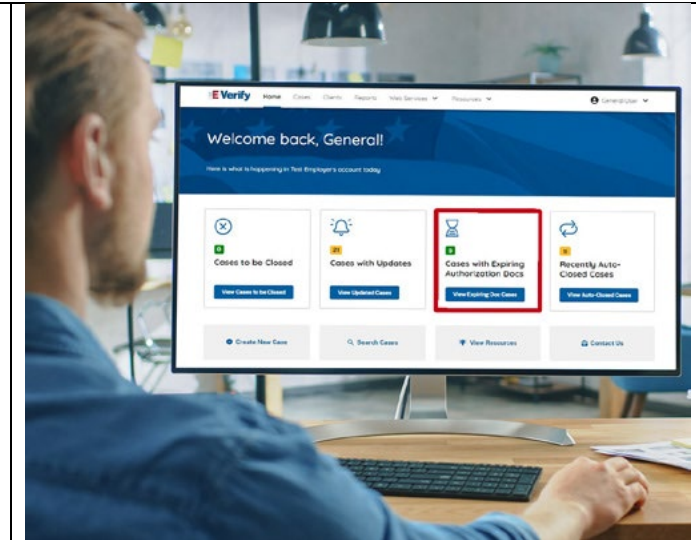 E-Verify Home Cases Clients Reports Web Services Resources General User
Welcome back, General!
Here is what is happening in Test Employer's account today
0
Cases to be Closed
View Cases to be Closed
21
Cases with Updates
View Updated Cases
Cases with Expiring
Authorization Docs
View Expiring Doc Cases
Recently Auto-
Closed Cases
View Auto-Closed Cases
Create New Case
Search Cases
View Resources
Contact Us